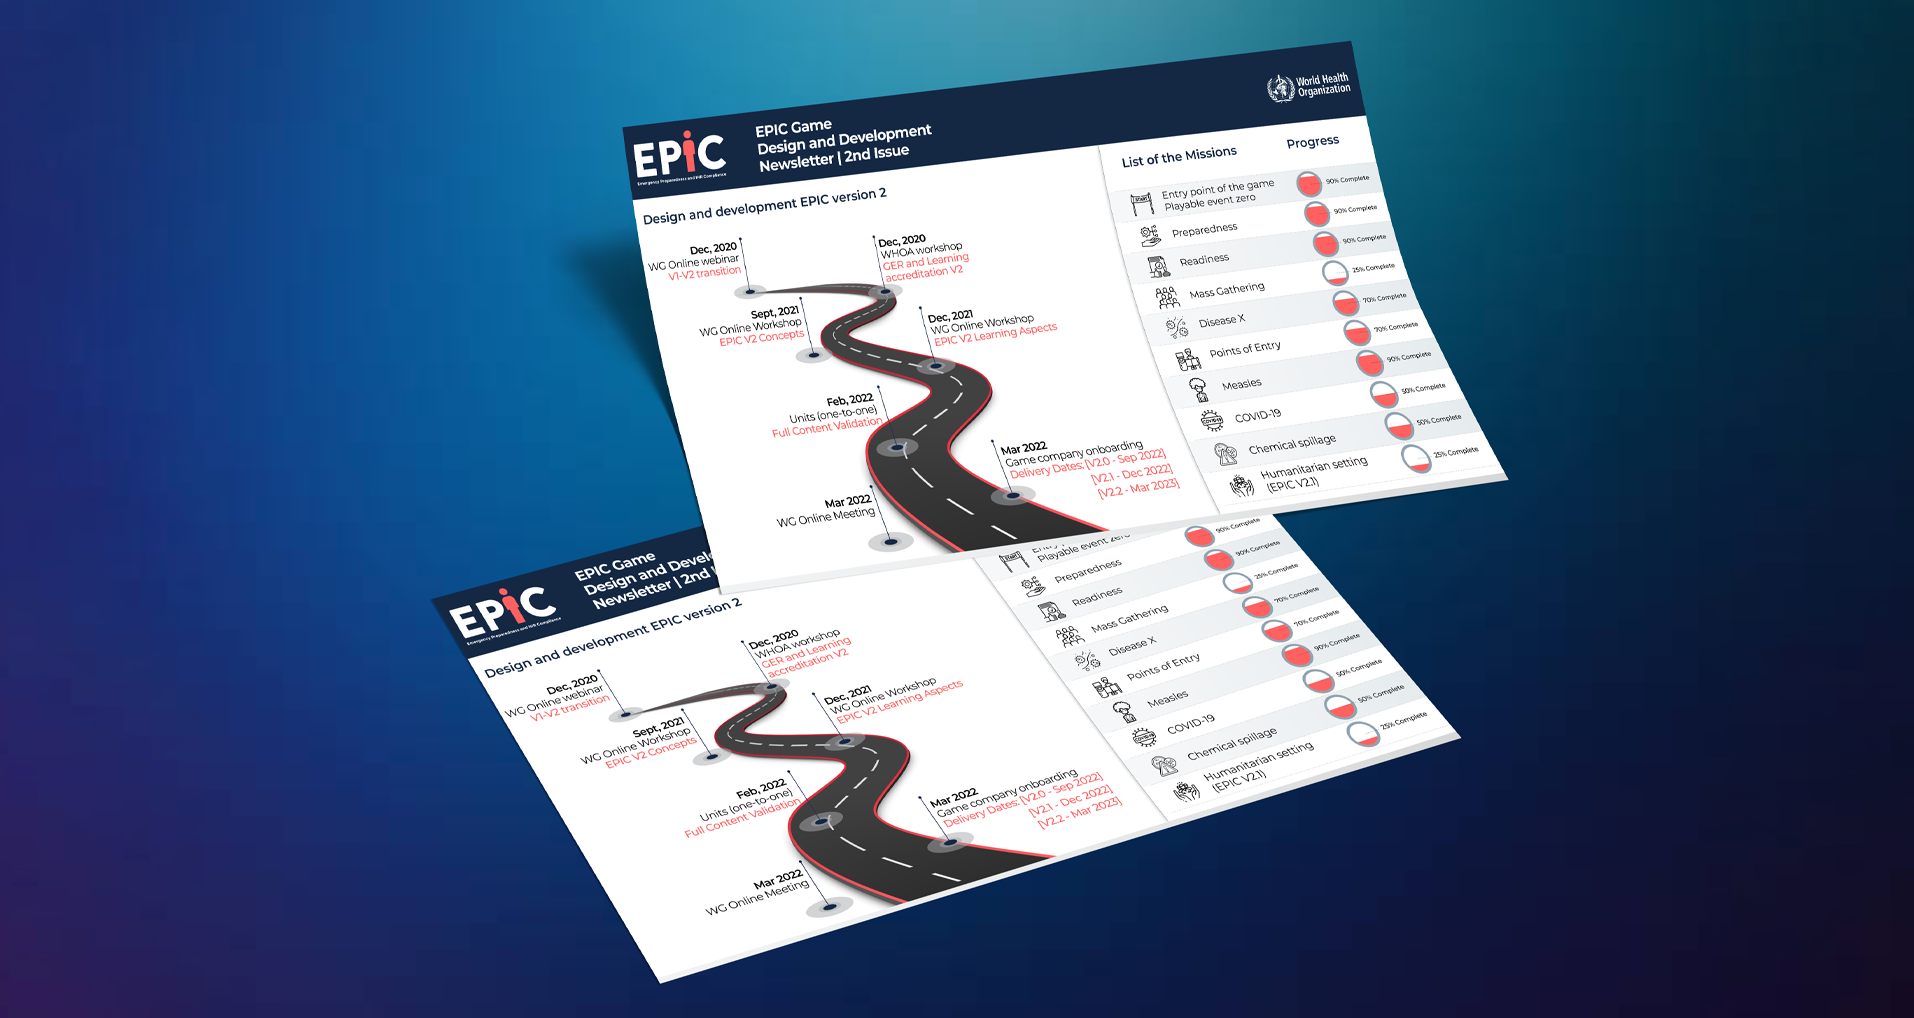 EPiC
Emergency Preparedness and IHR Compliance
EPIC Game
Design and Development
Newsletter | 2nd Issue
World Health
Organization
Design and development EPIC version 2
Dec, 2020
WG Online webinar
V1-V2 transition
Dec, 2020
WHOA workshop
GER and Learning
accreditation V2
Sept, 2021
WG Online Workshop
EPIC V2 Concepts
Dec, 2021
WG Online Workshop
EPIC V2 Learning Aspects
Feb, 2022
Units (one-to-one)
Full Content Validation
Mar 2022
Game company onboarding
Delivery Dates: [V2.0 - Sep 2022]
[V2.1 - Dec 2022]
[V2.2 - Mar 2023]
Mar 2022
WG Online Meeting
List of the Missions
Progress
START
Entry point of the game
Playable event zero
90% Complete
Preparedness
90% Complete
Readiness
90% Complete
Mass Gathering
25% Complete
Disease X
70% Complete
Points of Entry
70% Complete
Measles
90% Complete
COVID-19
COVID-19
50% Complete
Chemical spillage
50% Complete
Humanitarian setting
(EPIC V2.1)
25% Complete
EPiC
Emergency Preparedness and IHR Compliance
EPIC Game
Design and Devel
Newsletter | 2nd
Design and development EPIC version 2
Dec, 2020
WG Online webinar
V1-V2 transition
Dec, 2020
WHOA workshop
GER and Learning
accreditation V2
Sept, 2021
WG Online Workshop
EPIC V2 Concepts
Dec, 2021
WG Online Workshop
EPIC V2 Learning Aspects
Feb, 2022
Units (one-to-one)
Full Content Validation
Mar 2022
Game company onboarding
Delivery Dates: [V2.0 - Sep 2022]
[V2.1 - Dec 2022]
[V2.2 - Mar 2023]
Mar 2022
WG Online Meeting
START
Playable event zero
90% Complete
Preparedness
90% Complete
Readiness
25% Complete
Mass Gathering
70% Complete
Disease X
70% Complete
Points of Entry
90% Complete
Measles
50% Complete
COVID-19
COVID-19
50% Complete
Chemical spillage
25% Complete
Humanitarian setting
(EPIC V2.1)